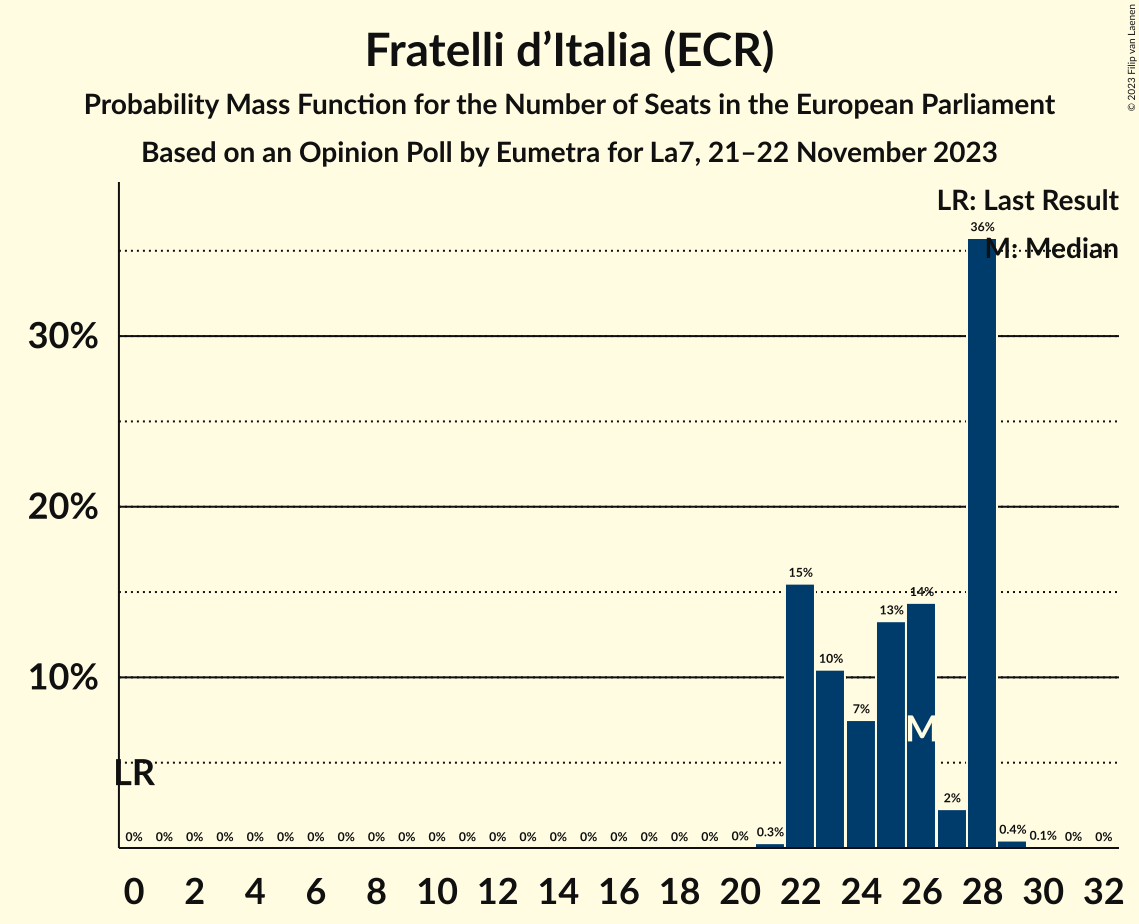 © 2023 Filip van Laenen
Fratelli d’Italia (ECR)
Probability Mass Function for the Number of Seats in the European Parliament
Based on an Opinion Poll by Eumetra for La7, 21–22 November 2023
LR: Last Result
M: Median
36%
30%
20%
15%
14%
13%
10%
10%
7%
M
LR
2%
0% 0% 0% 0% 0% 0% 0% 0% 0% 0% 0% 0% 0% 0% 0% 0% 0% 0% 0% 0% 0% 0.3% 0.4% 0.1% 0% 0%
0 2 4 6 8 10 12 14 16 18 20 22 24 26 28 30 32